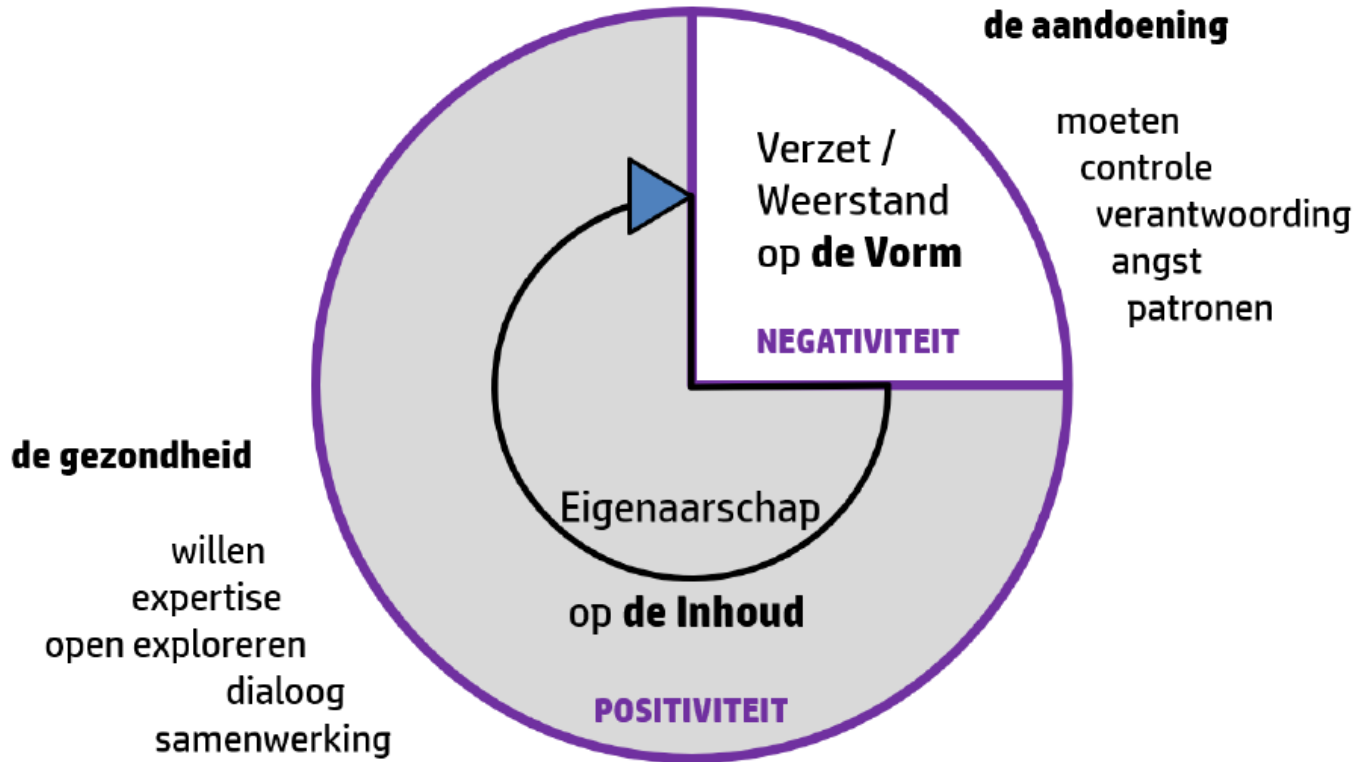 de aandoening
moeten
controle
verantwoording
angst
patronen
Verzet /
Weerstand
op de Vorm
NEGATIVITEIT
de gezondheid
willen
expertise
open exploreren
dialoog
samenwerking
Eigenaarschap
op de Inhoud
POSITIVITEIT